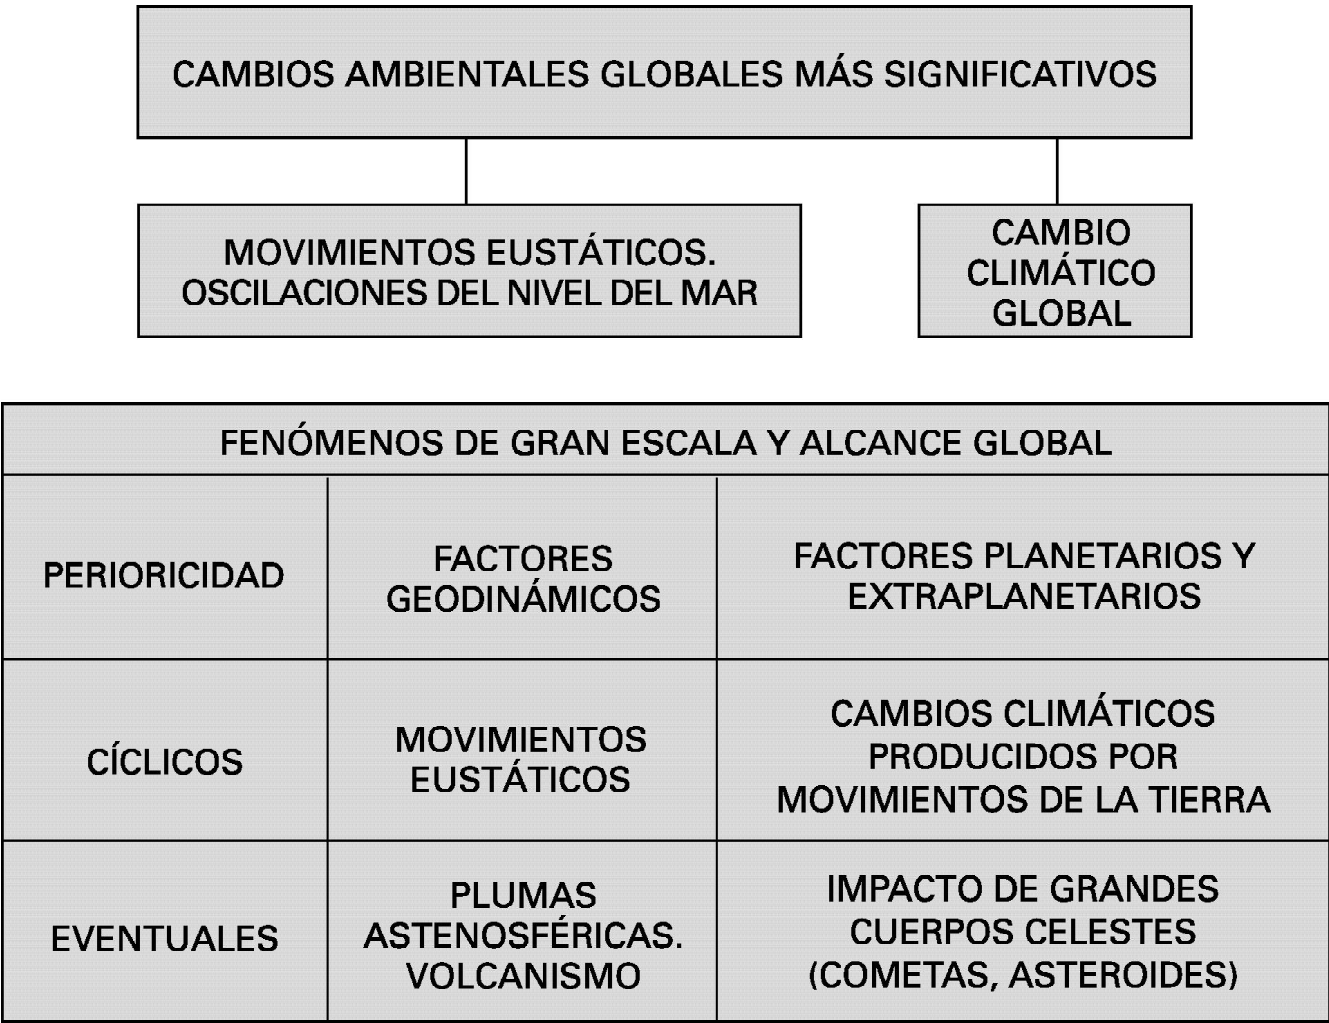 CAMBIOS AMBIENTALES GLOBALES MÁS SIGNIFICATIVOS
MOVIMIENTOS EUSTÁTICOS.
OSCILACIONES DEL NIVEL DEL MAR
CAMBIO
CLIMÁTICO
GLOBAL
FENÓMENOS DE GRAN ESCALA Y ALCANCE GLOBAL
PERIORICIDAD
FACTORES
GEODINÁMICOS
FACTORES PLANETARIOS Y
EXTRAPLANETARIOS
CÍCLICOS
MOVIMIENTOS
EUSTÁTICOS
CAMBIOS CLIMÁTICOS
PRODUCIDOS POR
MOVIMIENTOS DE LA TIERRA
EVENTUALES
PLUMAS
ASTENOSFÉRICAS.
VOLCANISMO
IMPACTO DE GRANDES
CUERPOS CELESTES
(COMETAS, ASTEROIDES)